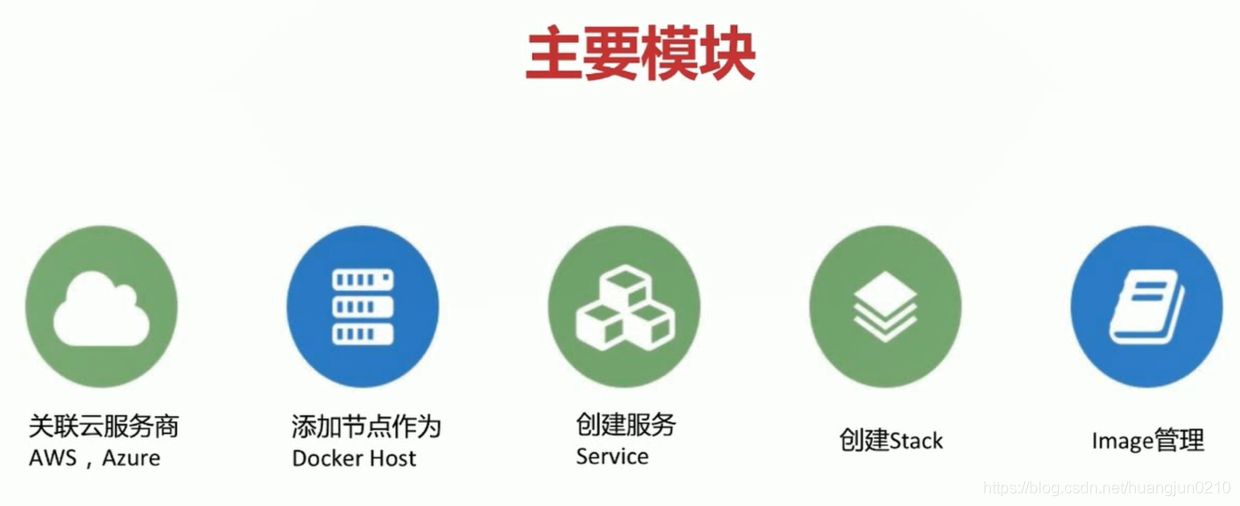 主要模块
关联云服务商
AWS，Azure
添加节点作为
Docker Host
创建服务
Service
创建Stack
Image管理
https://blog.csdn.net/huangjun0210